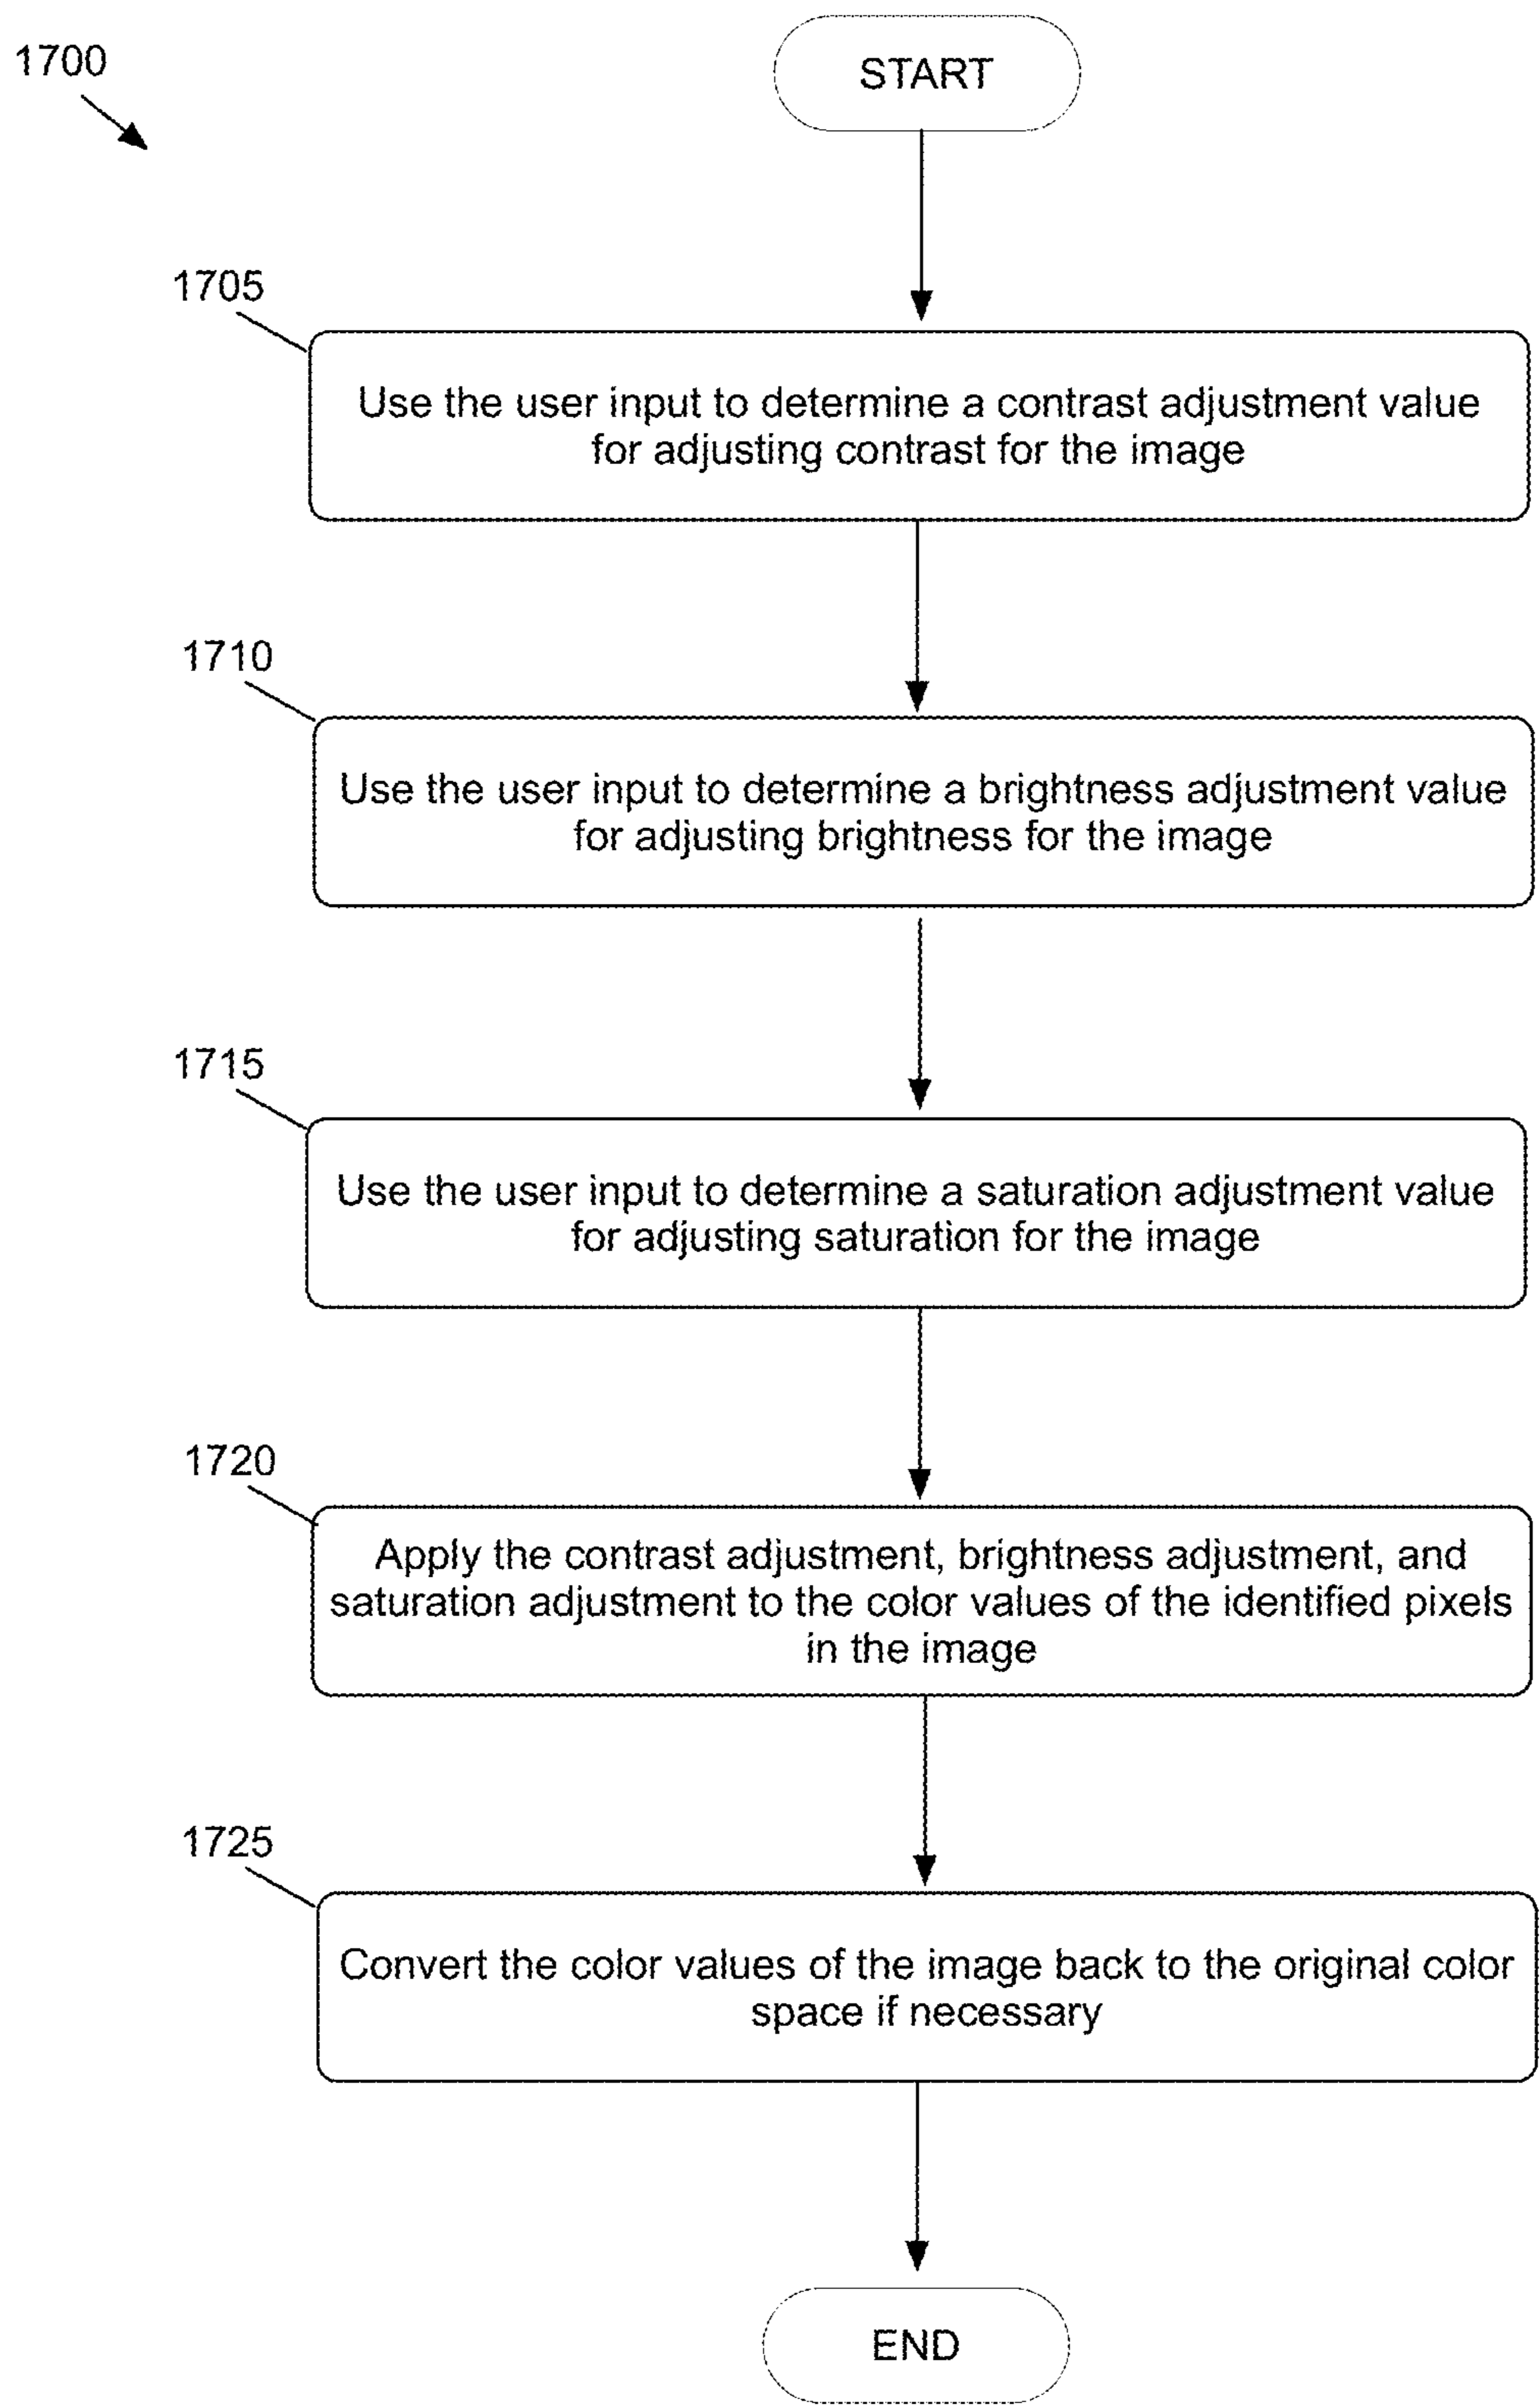 1700
START
1705
Use the user input to determine a contrast adjustment value
for adjusting contrast for the image
1710
Use the user input to determine a brightness adjustment value
for adjusting brightness for the image
1715
Use the user input to determine a saturation adjustment value
for adjusting saturation for the image
1720
Apply the contrast adjustment, brightness adjustment, and
saturation adjustment to the color values of the identified pixels
in the image
1725
Convert the color values of the image back to the original color
space if necessary
END